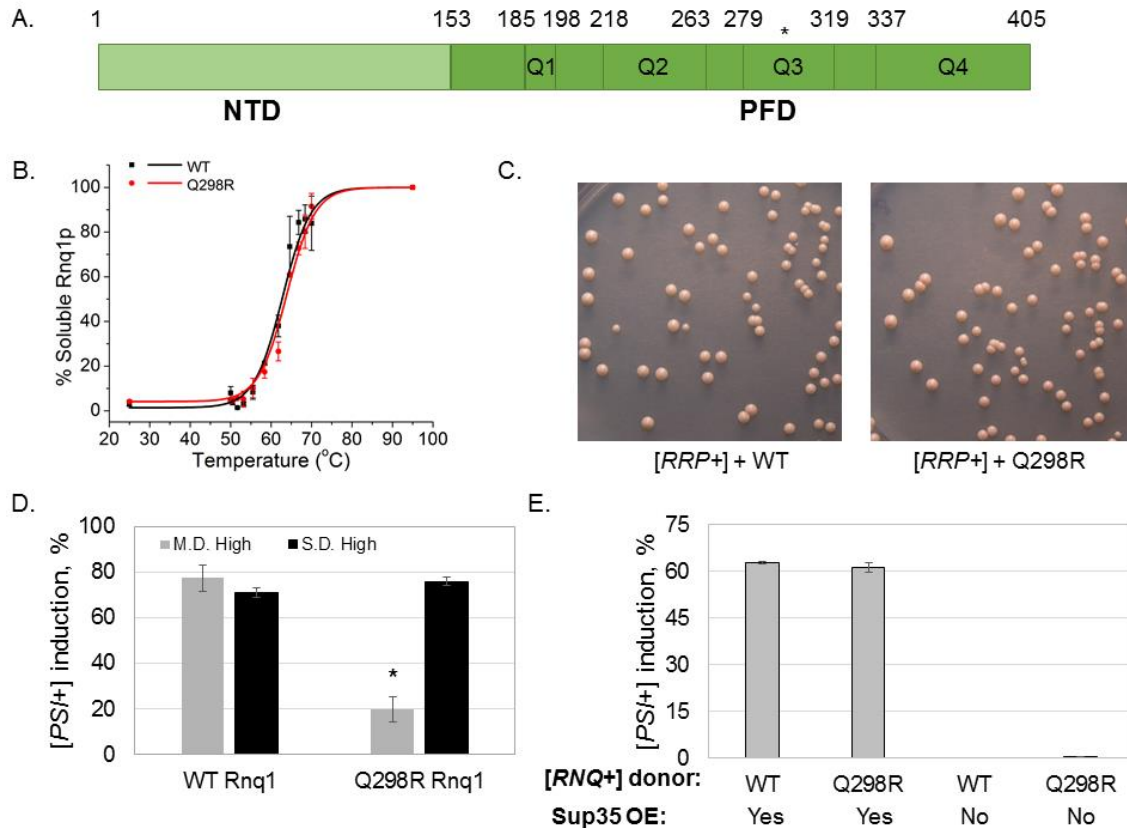 A.
1 153 185 198 218 263 279 319 337 405
*
Q1 Q2 Q3 Q4
NTD PFD
B.
WT
Q298R
% Soluble Rnq1p
100
80
60
40
20
0
20 30 40 50 60 70 80 90 100
Temperature (°C)
C.
[RRP+] + WT [RRP+] + Q298R
D.
[PSI+] induction, %
100
80
60
40
20
0
M.D. High S.D. High
*
WT Rnq1 Q298R Rnq1
E.
[PSI+] induction, %
75
60
45
30
15
0
[RNQ+] donor: WT Q298R WT Q298R
Sup35 OE: Yes Yes No No